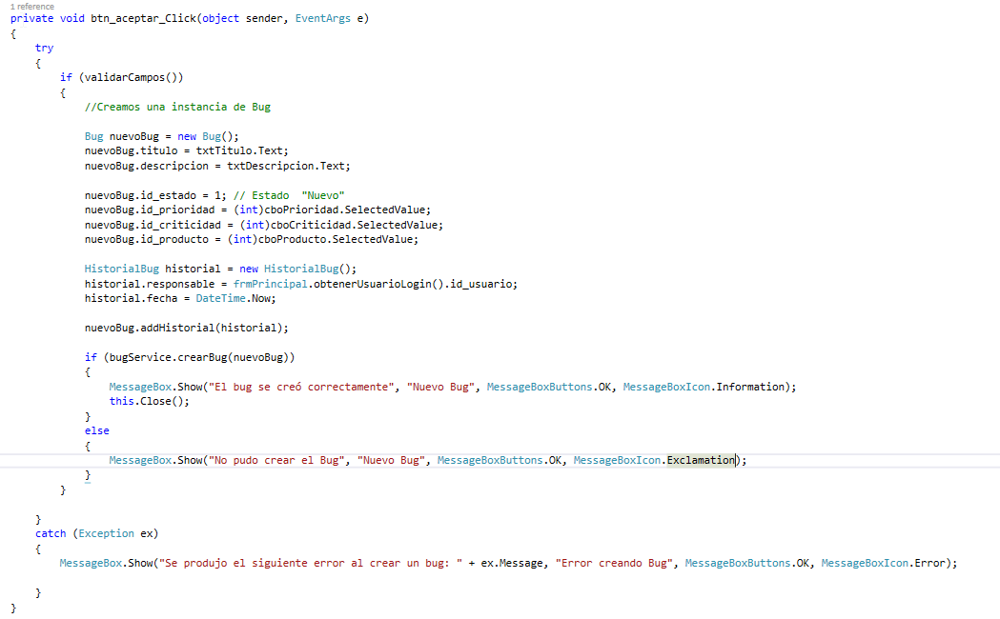 1 reference
private void btn_aceptar_Click(object sender, EventArgs e)
{
    try
    {
        if (validarCampos())
        {
            //Creamos una instancia de Bug

            Bug nuevoBug = new Bug();
            nuevoBug.titulo = txtTitulo.Text;
            nuevoBug.descripcion = txtDescripcion.Text;

            nuevoBug.id_estado = 1; // Estado  "Nuevo"
            nuevoBug.id_prioridad = (int)cboPrioridad.SelectedValue;
            nuevoBug.id_criticidad = (int)cboCriticidad.SelectedValue;
            nuevoBug.id_producto = (int)cboProducto.SelectedValue;

            HistorialBug historial = new HistorialBug();
            historial.responsable = frmPrincipal.obtenerUsuarioLogin().id_usuario;
            historial.fecha = DateTime.Now;

            nuevoBug.addHistorial(historial);

            if (bugService.crearBug(nuevoBug))
            {
                MessageBox.Show("El bug se creó correctamente", "Nuevo Bug", MessageBoxButtons.OK, MessageBoxIcon.Information);
                this.Close();
            }
            else
            {
                MessageBox.Show("No pudo crear el Bug", "Nuevo Bug", MessageBoxButtons.OK, MessageBoxIcon.Exclamation);
            }
        }

    }
    catch (Exception ex)
    {
        MessageBox.Show("Se produjo el siguiente error al crear un bug: " + ex.Message, "Error creando Bug", MessageBoxButtons.OK, MessageBoxIcon.Error);

    }
}